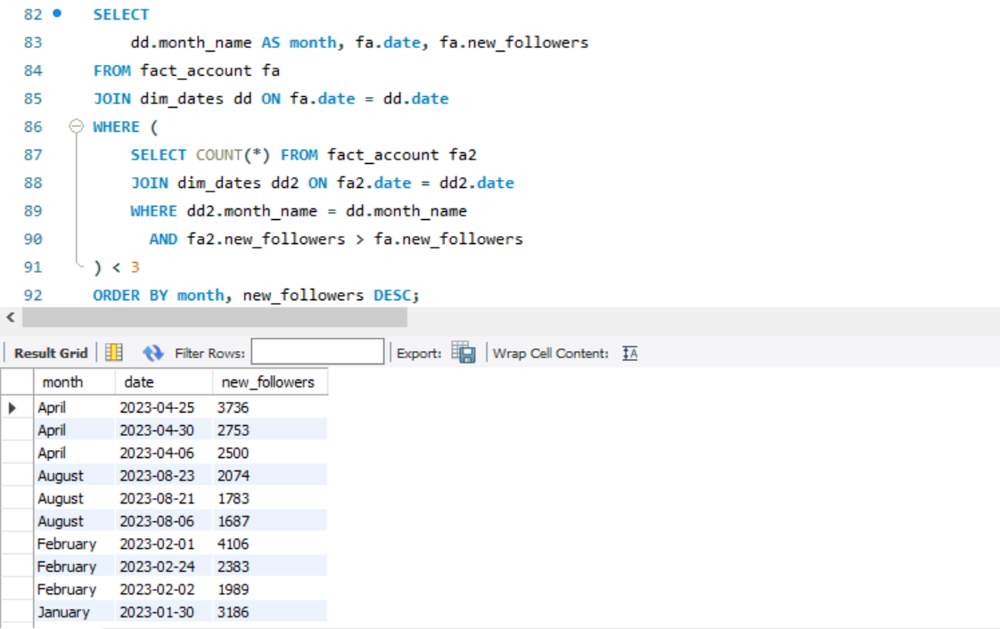 82 SELECT
83 dd.month_name AS month, fa.date, fa.new_followers
84 FROM fact_account fa
85 JOIN dim_dates dd ON fa.date = dd.date
86 WHERE (
87 SELECT COUNT(*) FROM fact_account fa2
88 JOIN dim_dates dd2 ON fa2.date = dd2.date
89 WHERE dd2.month_name = dd.month_name
90 AND fa2.new_followers > fa.new_followers
91 ) < 3
92 ORDER BY month, new_followers DESC;
Result Grid Filter Rows: Export: Wrap Cell Content:
month date new_followers
April 2023-04-25 3736
April 2023-04-30 2753
April 2023-04-06 2500
August 2023-08-23 2074
August 2023-08-21 1783
August 2023-08-06 1687
February 2023-02-01 4106
February 2023-02-24 2383
February 2023-02-02 1989
January 2023-01-30 3186